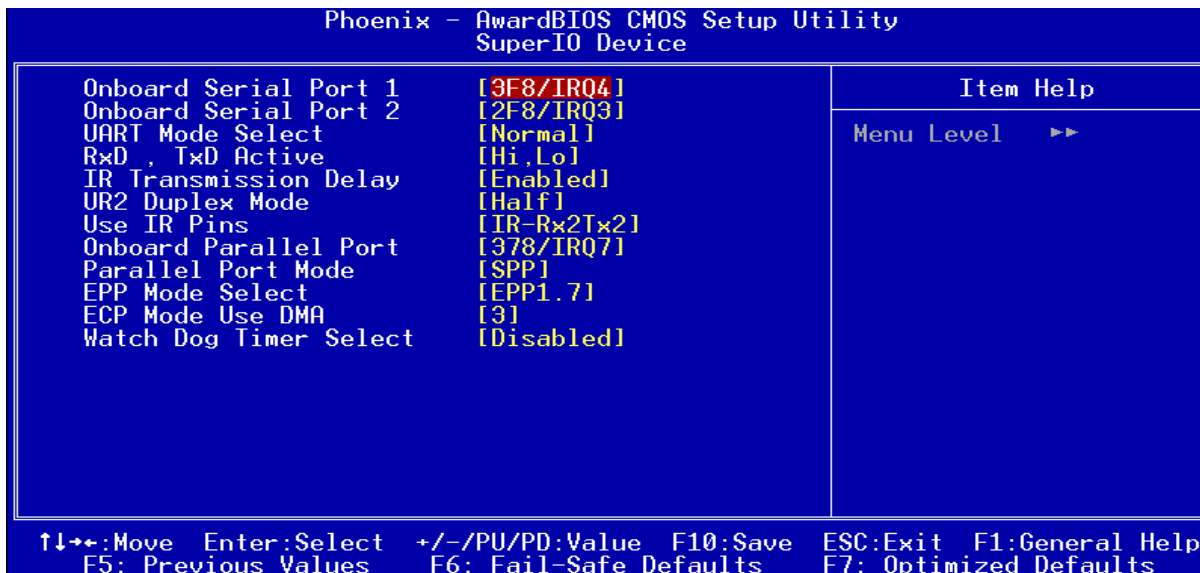 Phoenix - AwardBIOS CMOS Setup Utility
SuperIO Device
Onboard Serial Port 1 [3F8/IRQ4]
Onboard Serial Port 2 [2F8/IRQ3]
UART Mode Select [Normal]
RxD , TxD Active [Hi,Lo]
IR Transmission Delay [Enabled]
UR2 Duplex Mode [Half]
Use IR Pins [IR-Rx2Tx2]
Onboard Parallel Port [378/IRQ7]
Parallel Port Mode [SPP]
EPP Mode Select [EPP1.7]
ECP Mode Use DMA [3]
Watch Dog Timer Select [Disabled]
Item Help
Menu Level ►►
↑↓→←:Move Enter:Select +/-/PU/PD:Value F10:Save ESC:Exit F1:General Help
F5: Previous Values F6: Fail-Safe Defaults F7: Optimized Defaults